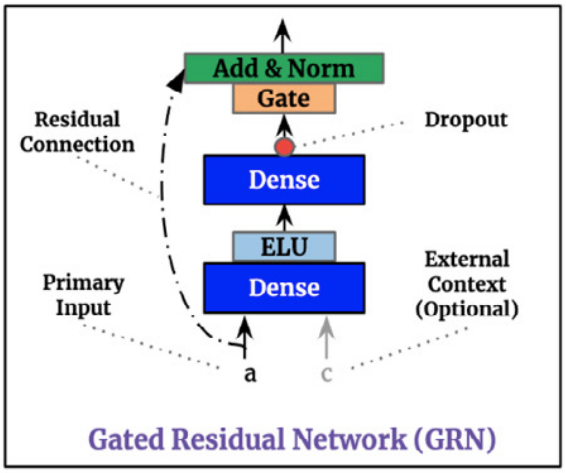 Add & Norm
Gate
Residual
Connection
Dropout
Dense
ELU
Dense
Primary
Input
External
Context
(Optional)
a
c
Gated Residual Network (GRN)